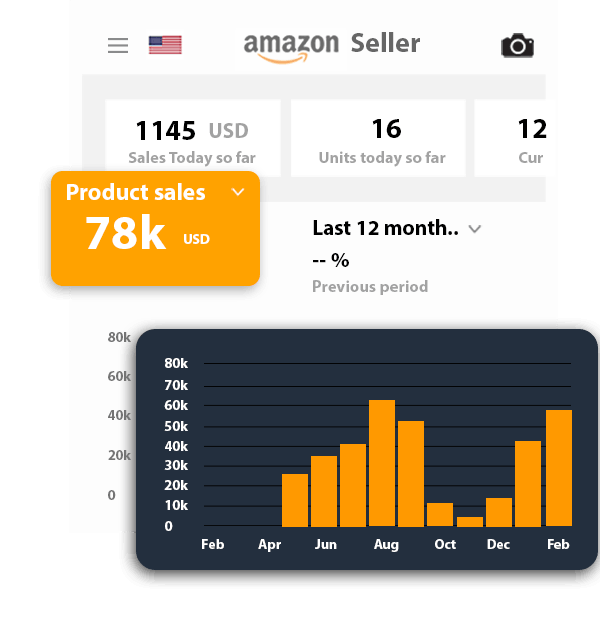 amazon Seller
1145 USD
Sales Today so far
16
Units today so far
12
Cur
Product sales
78k USD
Last 12 month..
-- %
Previous period
80k
60k
40k
20k
0
80k
70k
60k
50k
40k
30k
20k
10k
0
Feb Apr Jun Aug Oct Dec Feb